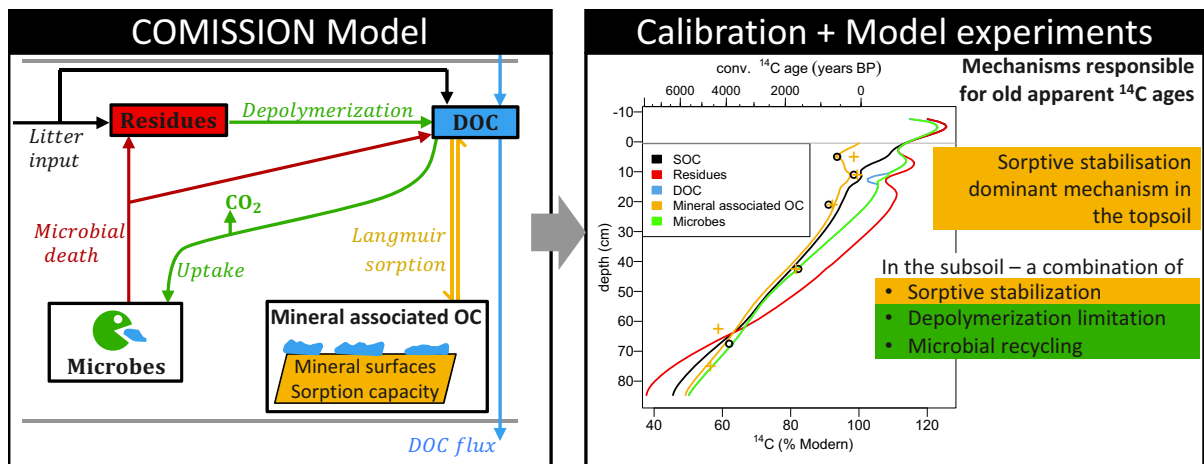 COMISSION Model
Residues
Depolymerization
DOC
Litter
input
CO2
Microbial
death
Uptake
Langmuir
sorption
Microbes
Mineral associated OC
Mineral surfaces
Sorption capacity
DOC flux
Calibration + Model experiments
conv. 14C age (years BP)
6000 4000 2000 0
Mechanisms responsible
for old apparent 14C ages
-10
0
10
20
30
40
50
60
70
80
depth (cm)
SOC
Residues
DOC
Mineral associated OC
Microbes
40 60 80 100 120
14C (% Modern)
Sorptive stabilisation
dominant mechanism in
the topsoil
In the subsoil – a combination of
• Sorptive stabilization
• Depolymerization limitation
• Microbial recycling